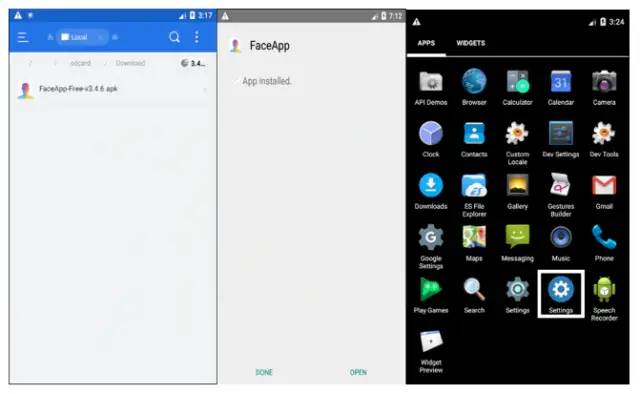 3:17
Local
sdcard
Download
3.4...
FaceApp-Free-v3.4.6.apk
7:12
FaceApp
App installed.
DONE
OPEN
3:24
APPS
WIDGETS
API Demos
Browser
Calculator
Calendar
Camera
Clock
Contacts
Custom Locale
Dev Settings
Dev Tools
Downloads
ES File Explorer
Gallery
Gestures Builder
Gmail
Google Settings
Maps
Messaging
Music
Phone
Play Games
Search
Settings
Settings
Speech Recorder
Widget Preview